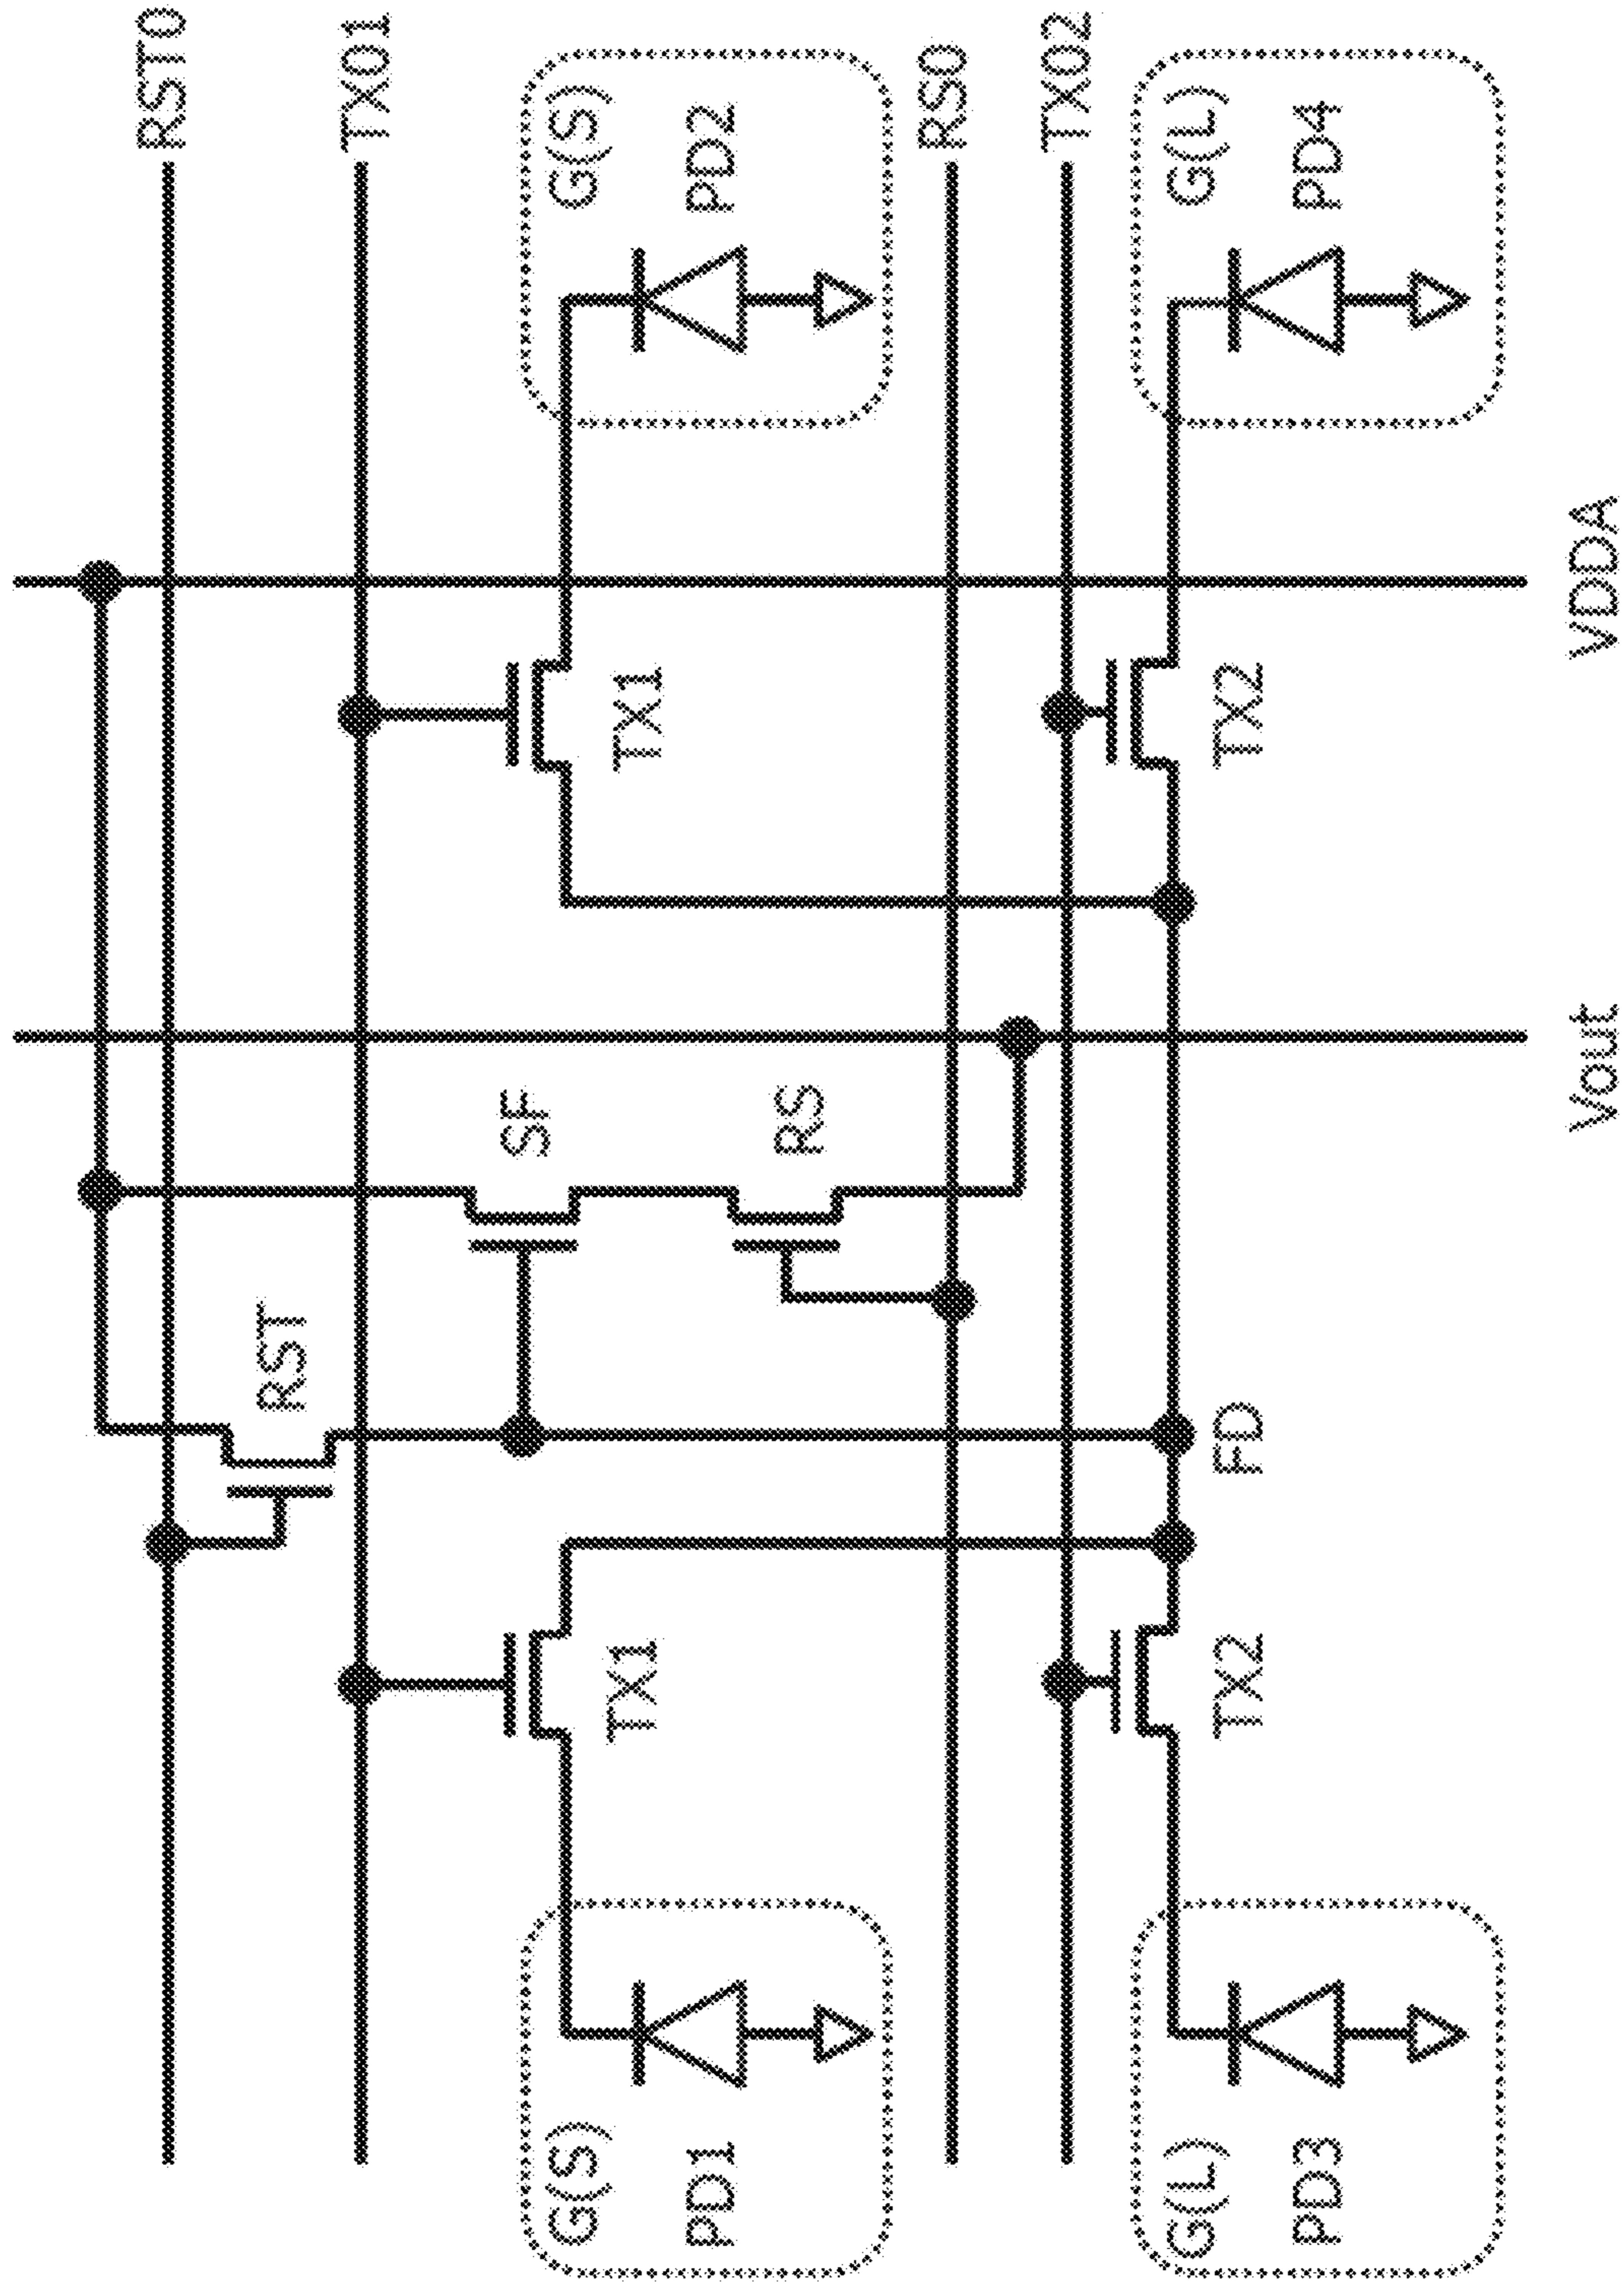 RST0
TX01
RST
G(S)
PD1
TX1
SF
RS
TX1
G(S)
PD2
RS0
TX02
G(L)
PD3
TX2
FD
TX2
G(L)
PD4
Vout
VDDA